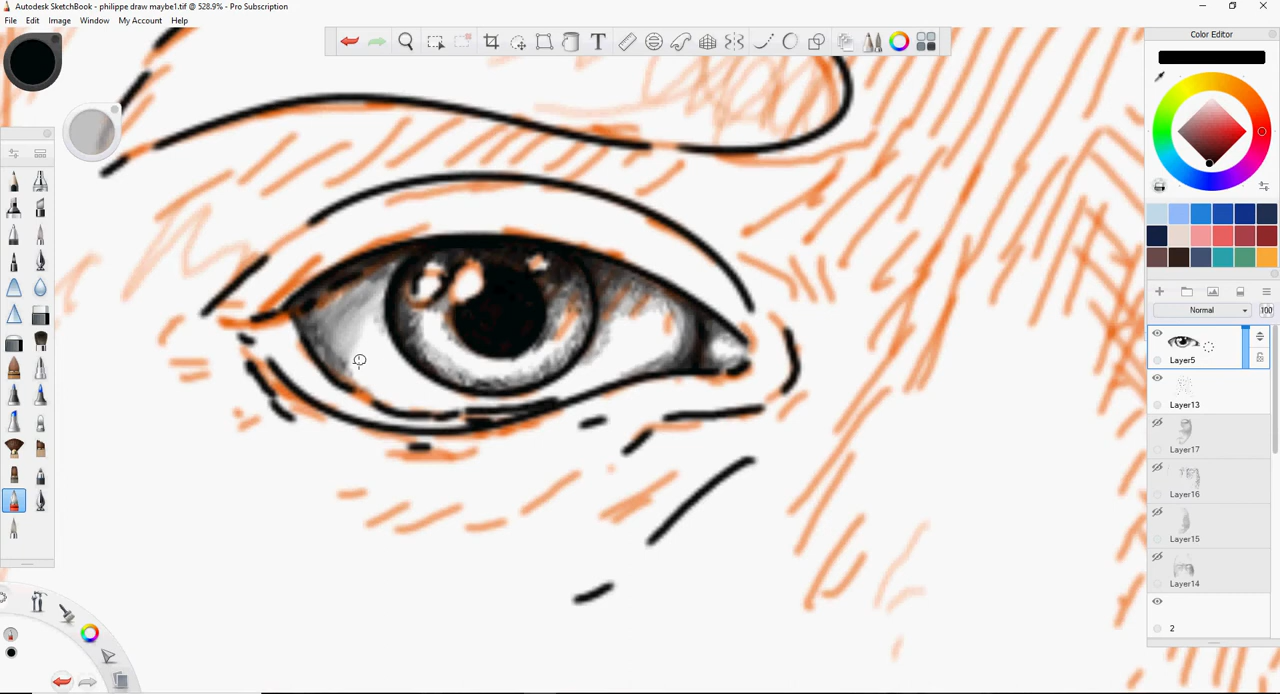 Autodesk SketchBook - philippe draw maybe1.tif @ 528.9% - Pro Subscription
File Edit Image Window My Account Help
T
Color Editor
Normal 100
Layer5
Layer13
Layer17
Layer16
Layer15
Layer14
2